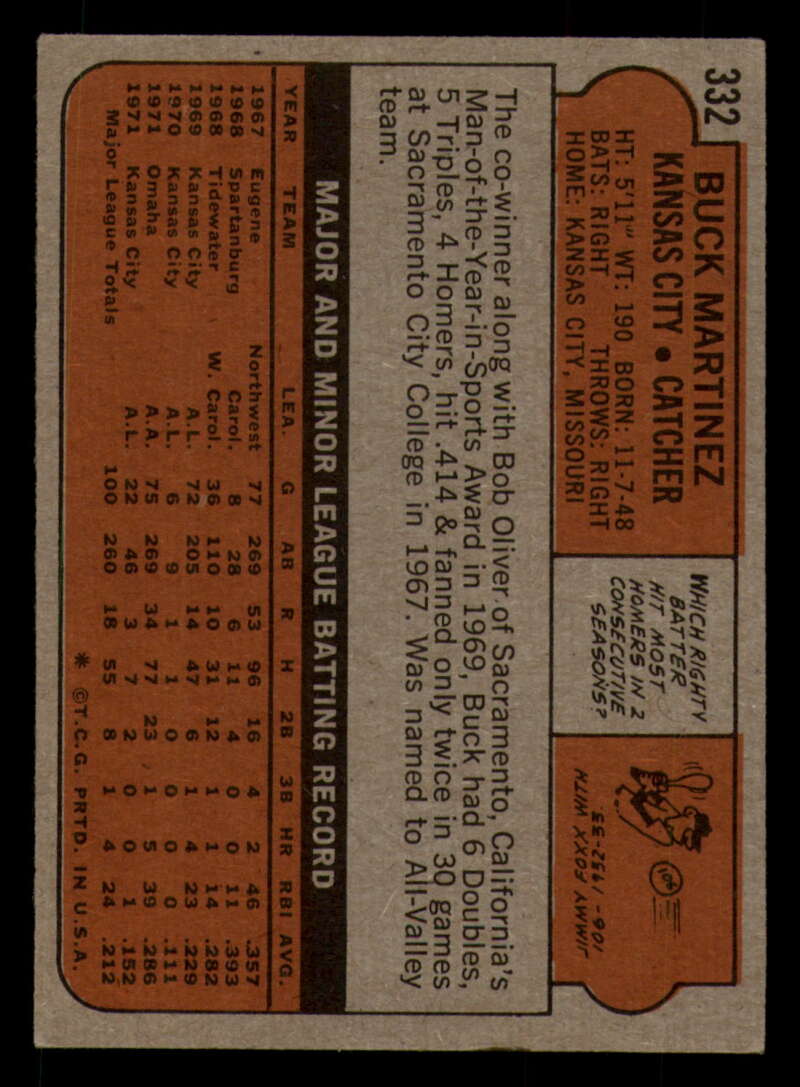 332
BUCK MARTINEZ
KANSAS CITY • CATCHER
HT: 5'11" WT: 190 BORN: 11-7-48
BATS: RIGHT THROWS: RIGHT
HOME: KANSAS CITY, MISSOURI
WHICH RIGHTY
BATTER
HIT MOST
HOMERS IN 2
CONSECUTIVE
SEASONS?
JIMMY FOXX WITH
106 - 1932-33
The co-winner along with Bob Oliver of Sacramento, California's
Man-of-the-Year-in-Sports Award in 1969, Buck had 6 Doubles,
5 Triples, 4 Homers, hit .414 & fanned only twice in 30 games
at Sacramento City College in 1967. Was named to All-Valley
team.
MAJOR AND MINOR LEAGUE BATTING RECORD
YEAR TEAM LEA. G AB R H 2B 3B HR RBI AVG.
1967 Eugene Northwest 77 269 53 96 16 4 2 46 .357
1968 Spartanburg Carol. 8 28 6 11 4 0 0 11 .393
1968 Tidewater W. Carol. 36 110 10 31 12 1 1 14 .282
1969 Kansas City A.L. 72 205 14 47 6 1 4 23 .229
1970 Kansas City A.L. 6 9 1 1 0 0 0 0 .111
1971 Omaha A.A. 75 269 34 77 23 1 5 39 .286
1971 Kansas City A.L. 22 46 3 7 2 0 0 1 .152
Major League Totals 100 260 18 55 8 1 4 24 .212
* ©T.C.G. PRTD. IN U.S.A.